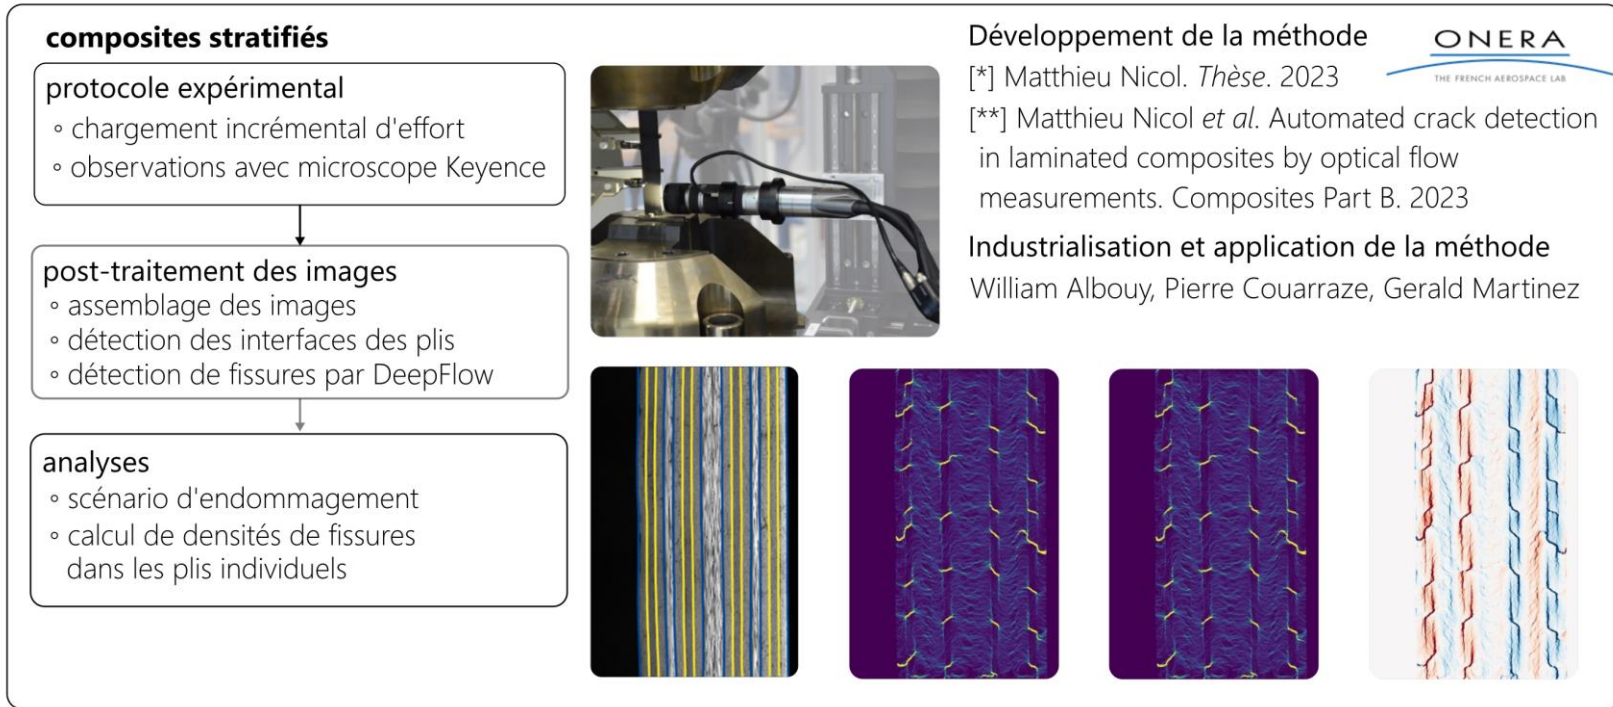 composites stratifiés
protocole expérimental
◦ chargement incrémental d'effort
◦ observations avec microscope Keyence
post-traitement des images
◦ assemblage des images
◦ détection des interfaces des plis
◦ détection de fissures par DeepFlow
analyses
◦ scénario d'endommagement
◦ calcul de densités de fissures
dans les plis individuels
Développement de la méthode
[*] Matthieu Nicol. Thèse. 2023
[**] Matthieu Nicol et al. Automated crack detection
in laminated composites by optical flow
measurements. Composites Part B. 2023
Industrialisation et application de la méthode
William Albouy, Pierre Couarraze, Gerald Martinez
ONERA
THE FRENCH AEROSPACE LAB